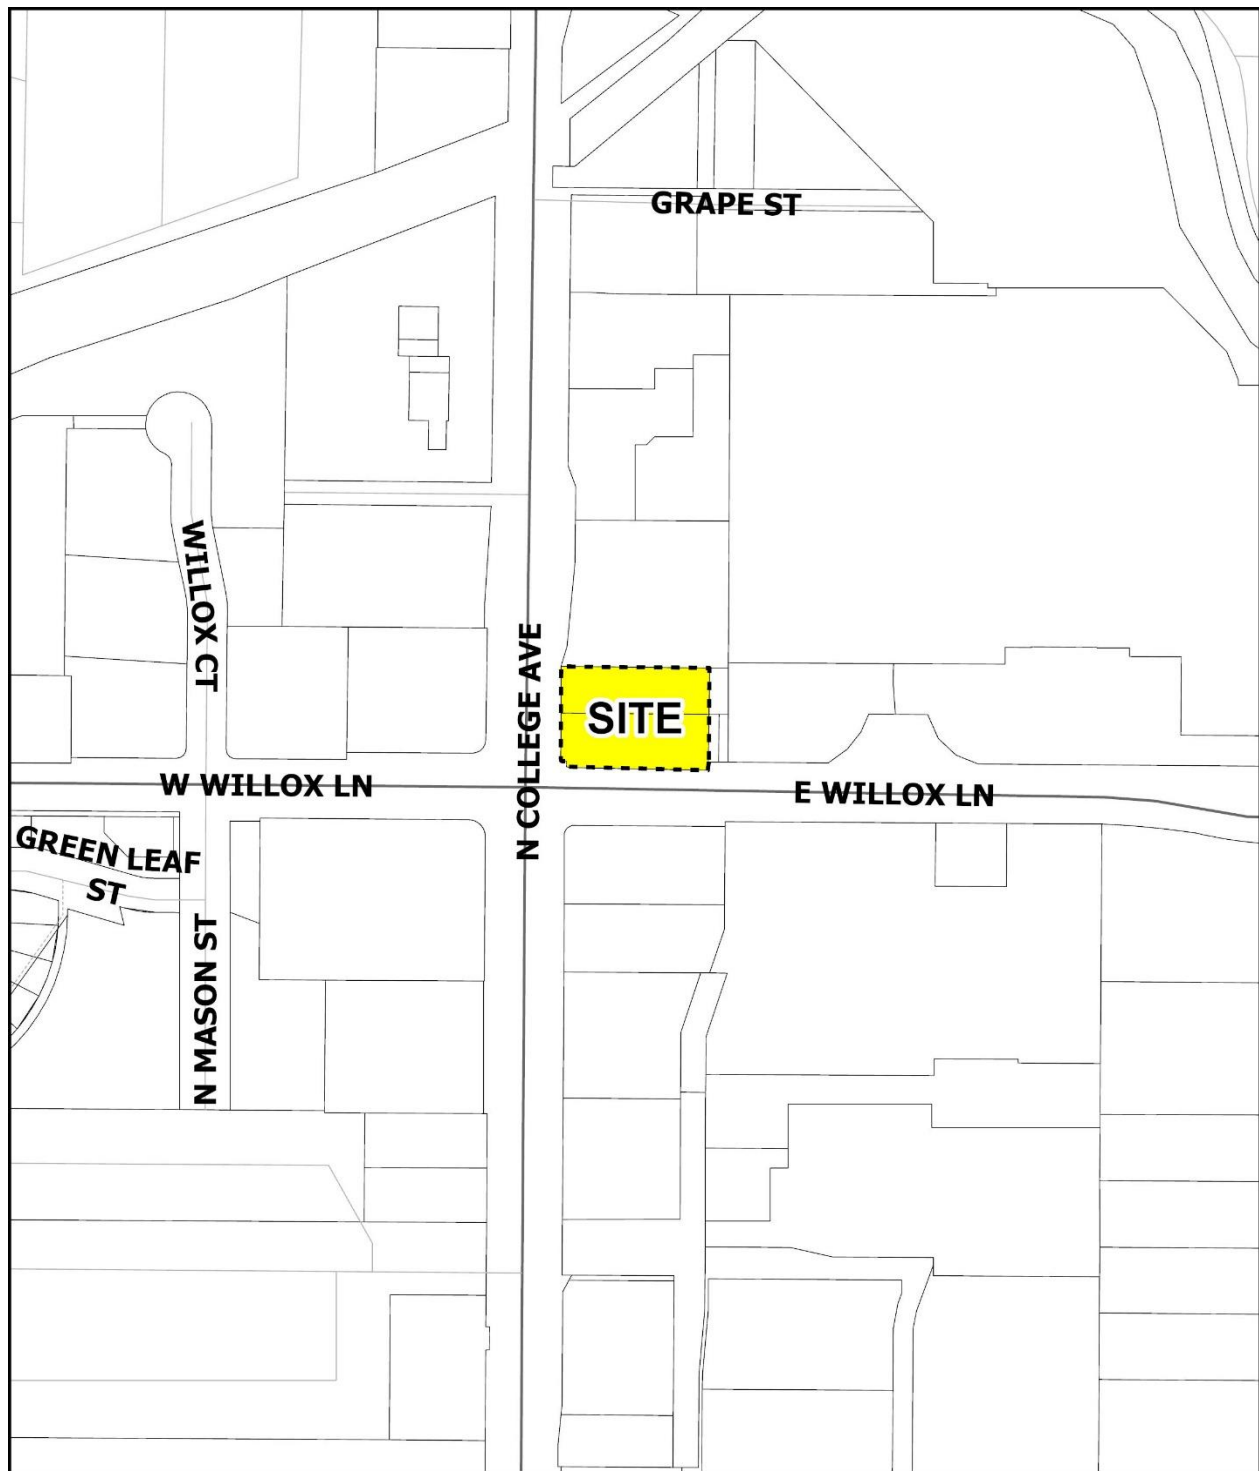 GRAPE ST
WILLOX CT
N COLLEGE AVE
SITE
W WILLOX LN
E WILLOX LN
GREEN LEAF
ST
N MASON ST